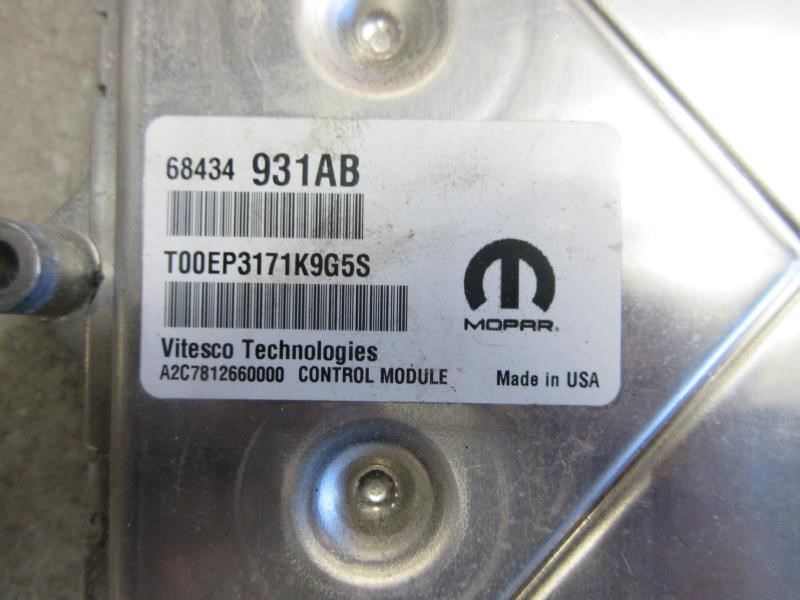 68434 931AB
T00EP3171K9G5S
MOPAR®
Vitesco Technologies
A2C7812660000 CONTROL MODULE Made in USA